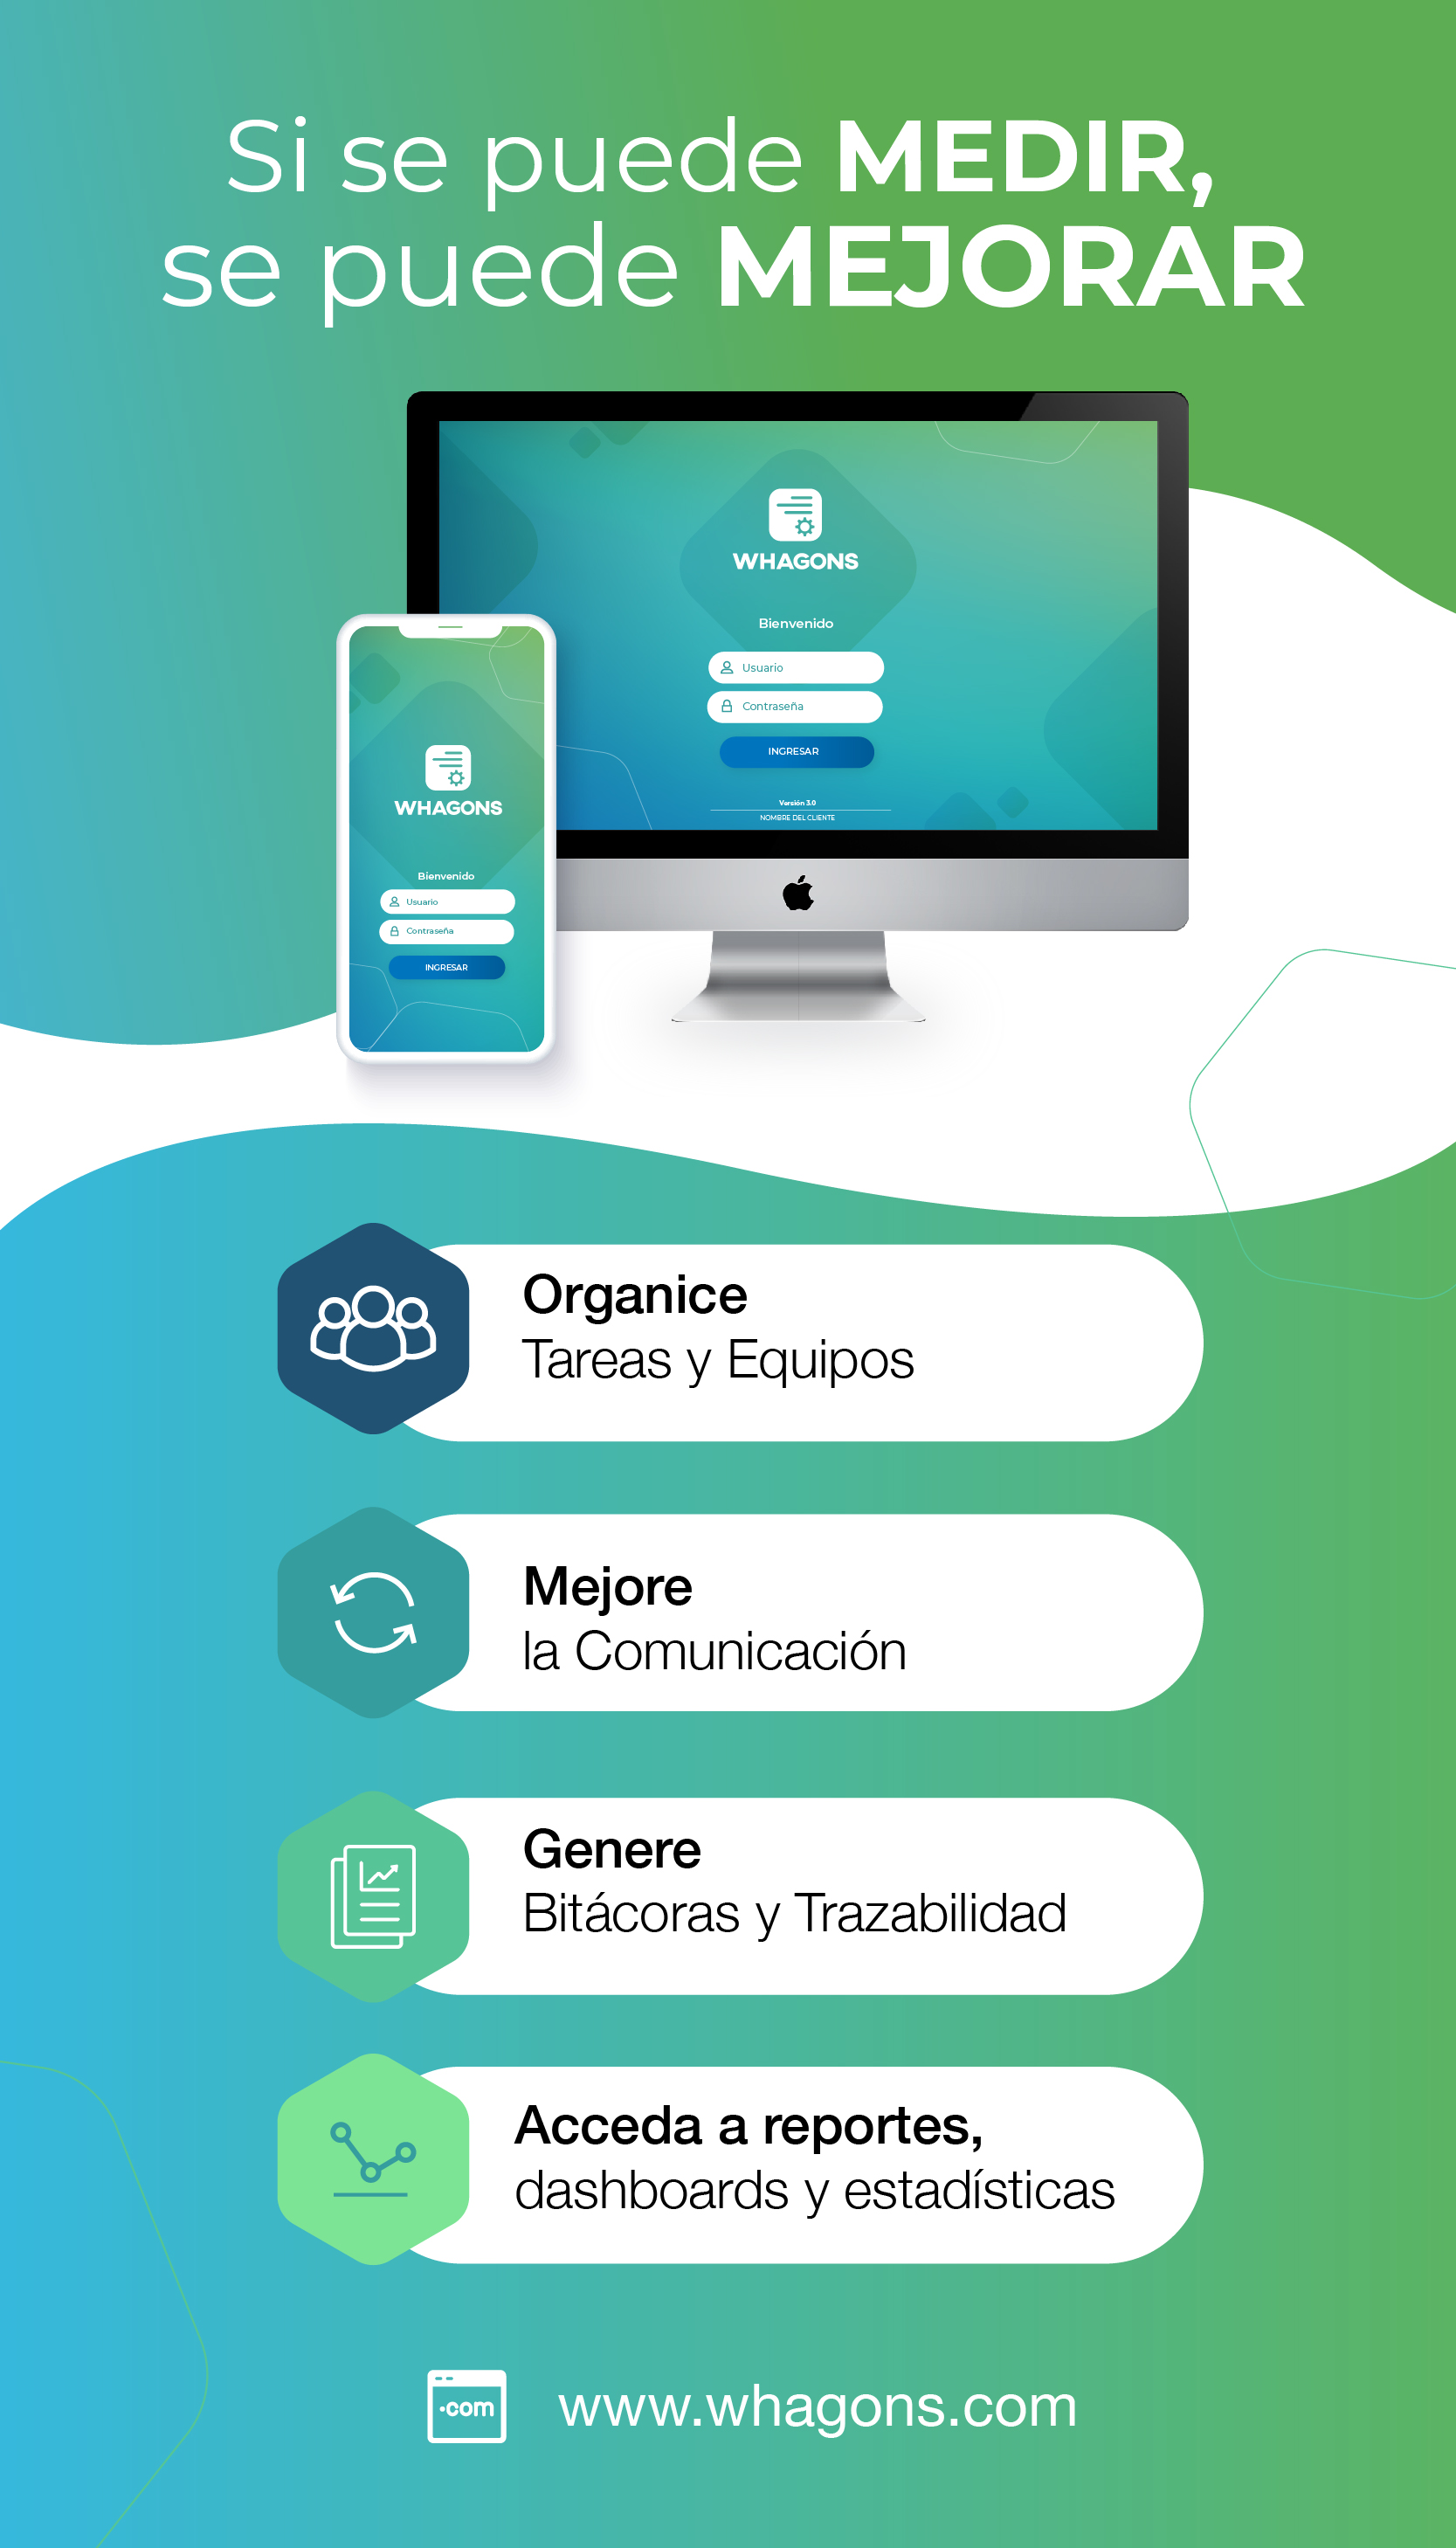 Si se puede MEDIR,
se puede MEJORAR
WHAGONS
Bienvenido
Usuario
Contraseña
INGRESAR
Versión 3.0
NOMBRE DEL CLIENTE
WHAGONS
Bienvenido
Usuario
Contraseña
INGRESAR
Organice
Tareas y Equipos
Mejore
la Comunicación
Genere
Bitácoras y Trazabilidad
Acceda a reportes,
dashboards y estadísticas
•com
www.whagons.com